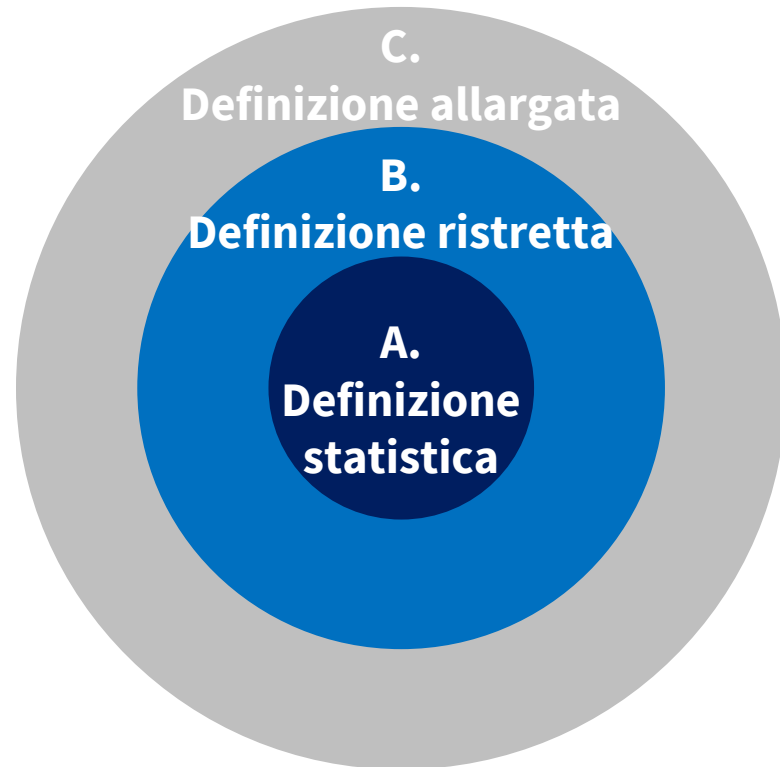 C.
Definizione allargata
B.
Definizione ristretta
A.
Definizione
statistica